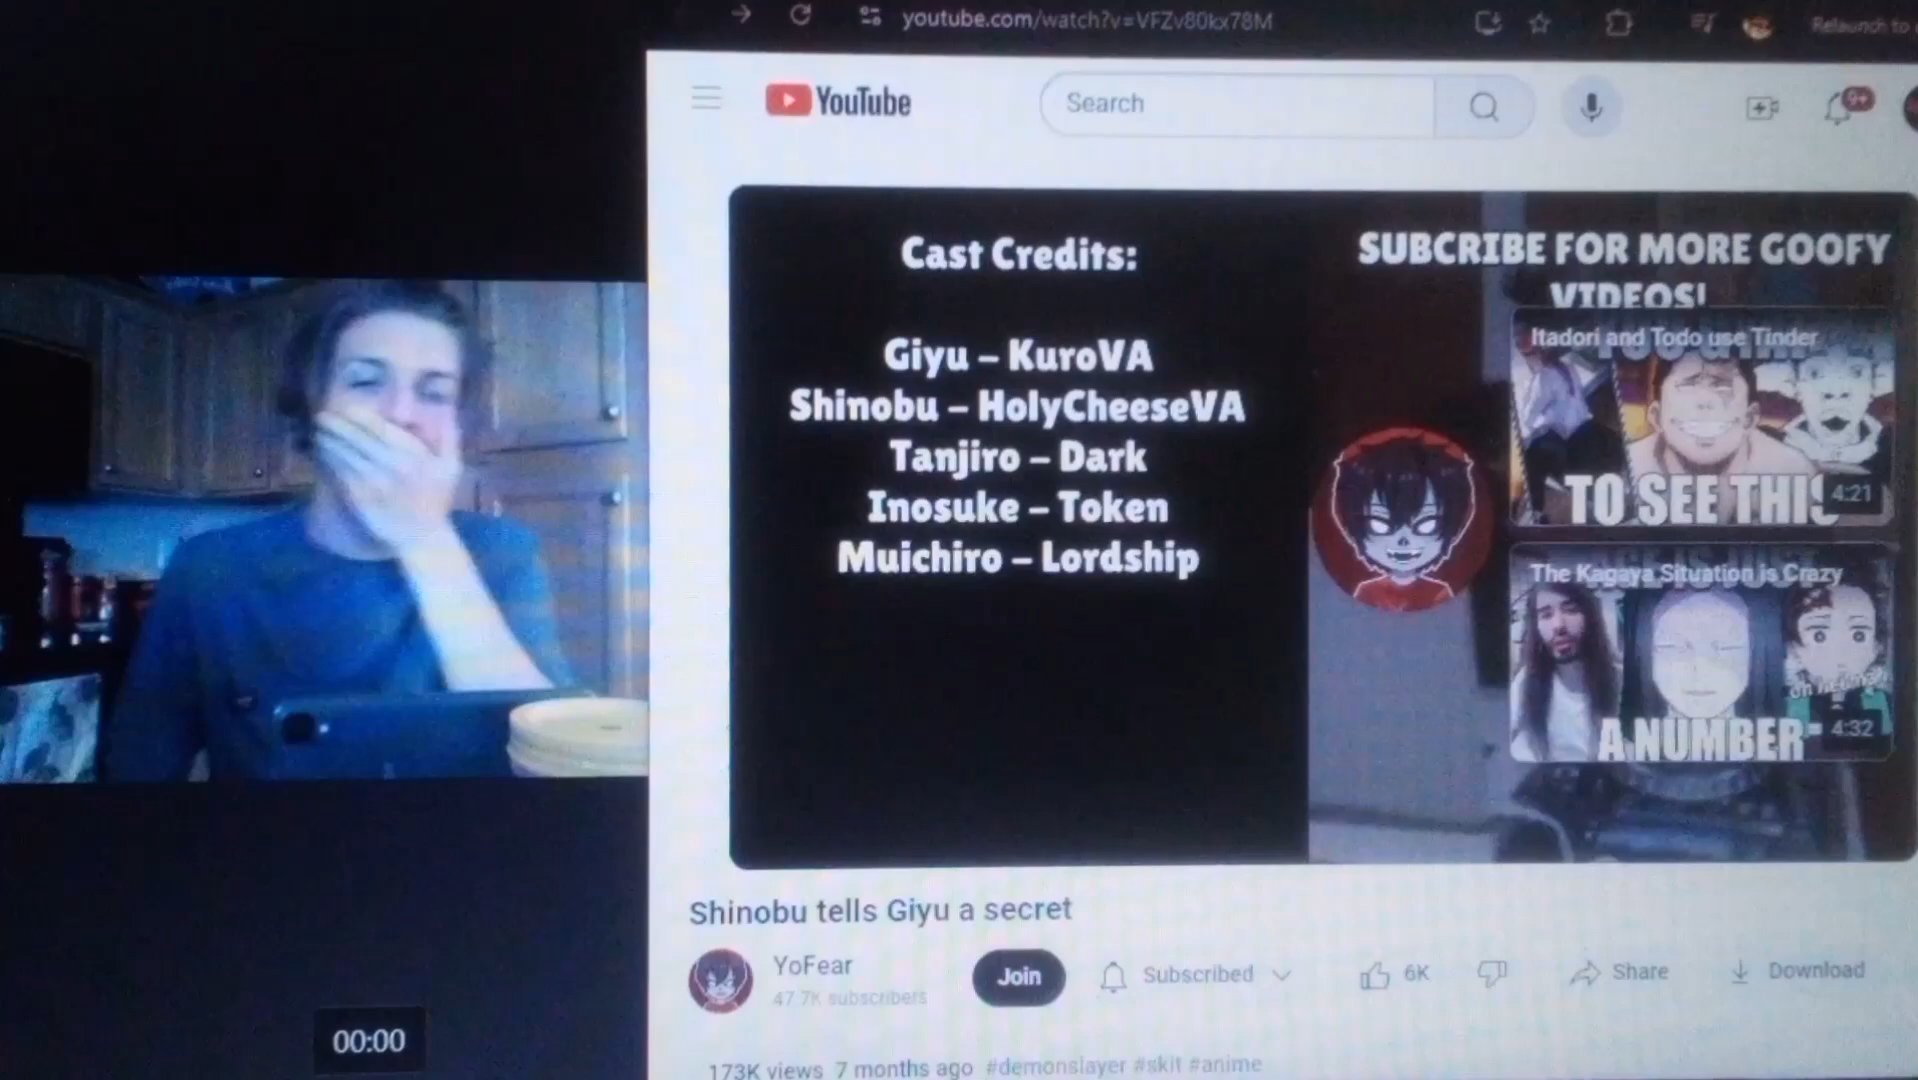 youtube.com/watch?v=VFZv80kx78M
Relaunch to
YouTube
Search
9+
Cast Credits:
Giyu – KuroVA
Shinobu – HolyCheeseVA
Tanjiro – Dark
Inosuke – Token
Muichiro – Lordship
SUBCRIBE FOR MORE GOOFY
VIDEOS!
Itadori and Todo use Tinder
TO SEE THIS
4:21
The Kagaya Situation is Crazy
A NUMBER
4:32
Shinobu tells Giyu a secret
YoFear
47.7K subscribers
Join
Subscribed
6K
Share
Download
00:00
173K views 7 months ago #demonslayer #skit #anime